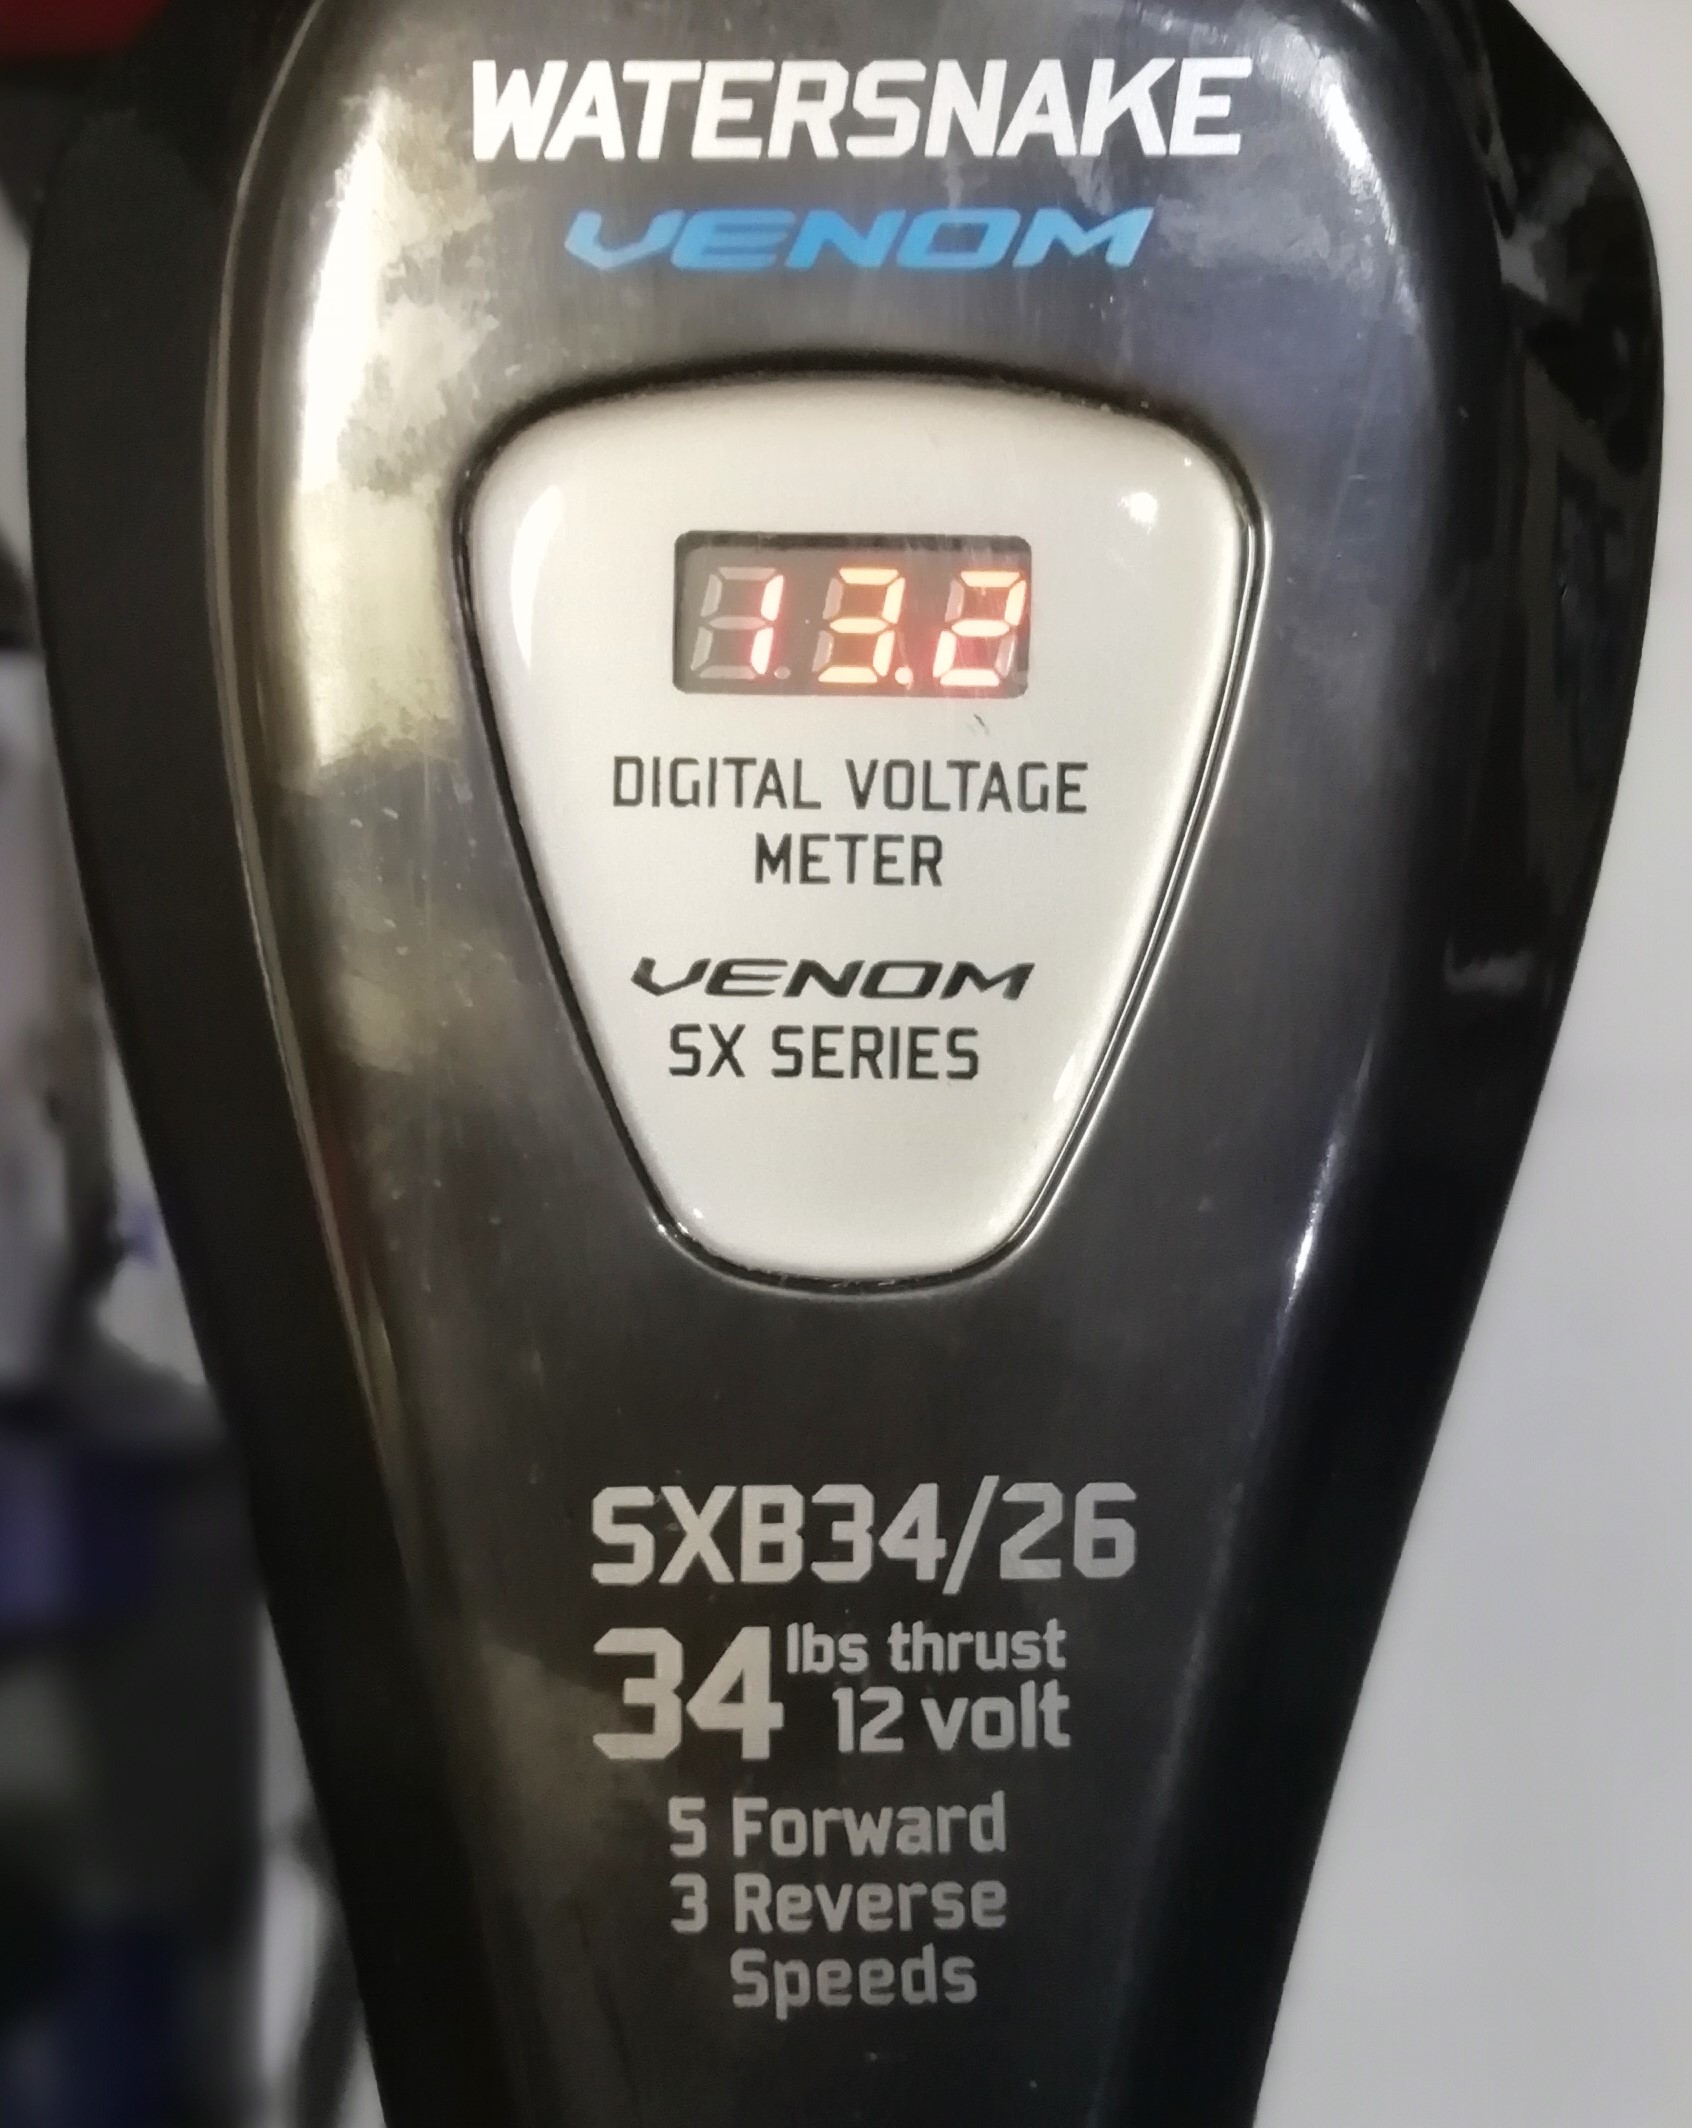 WATERSNAKE
VENOM
13.2
DIGITAL VOLTAGE
METER
VENOM
SX SERIES
SXB34/26
34 lbs thrust
12 volt
5 Forward
3 Reverse
Speeds